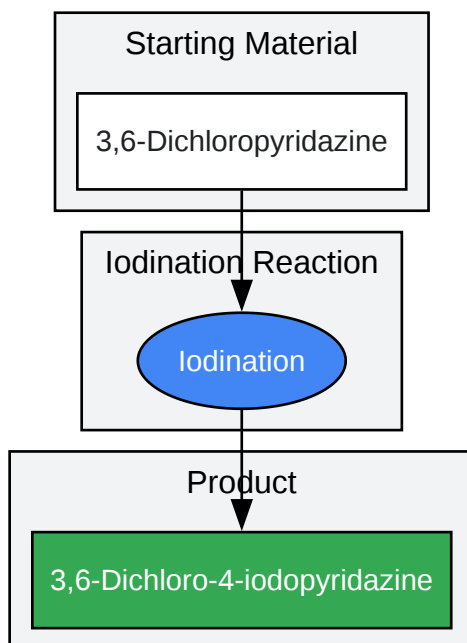 Starting Material
3,6-Dichloropyridazine
Iodination Reaction
Iodination
Product
3,6-Dichloro-4-iodopyridazine